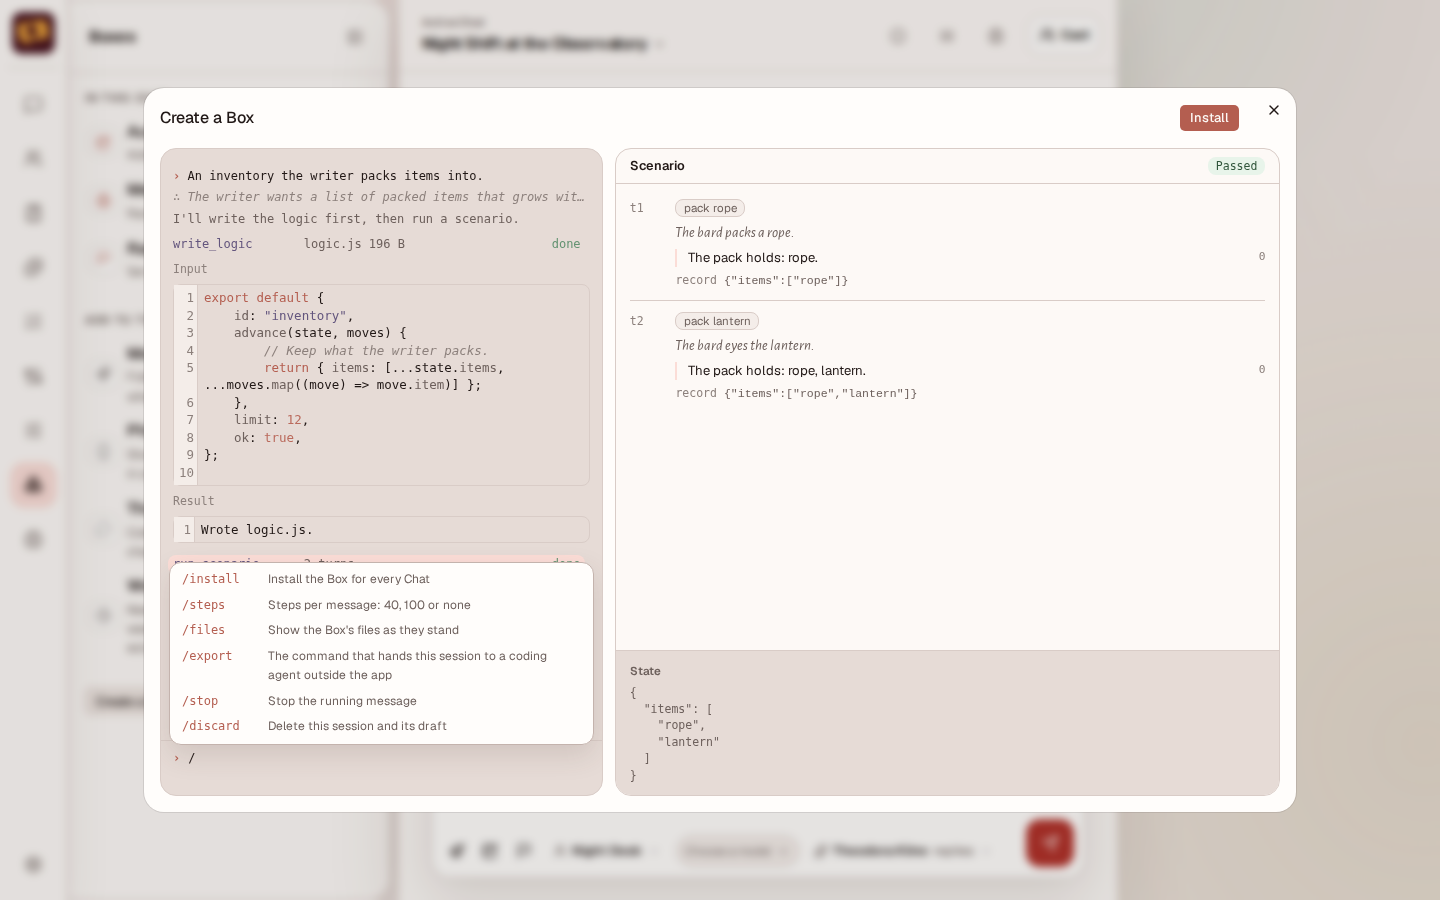 Create a Box
Install
› An inventory the writer packs items into.
∴ The writer wants a list of packed items that grows wit…
I'll write the logic first, then run a scenario.
write_logic logic.js 196 B done
Input
1 export default {
2 id: "inventory",
3 advance(state, moves) {
4 // Keep what the writer packs.
5 return { items: [...state.items,
...moves.map((move) => move.item)] };
6 },
7 limit: 12,
8 ok: true,
9 };
10
Result
1 Wrote logic.js.
/install Install the Box for every Chat
/steps Steps per message: 40, 100 or none
/files Show the Box's files as they stand
/export The command that hands this session to a coding
agent outside the app
/stop Stop the running message
/discard Delete this session and its draft
› /
Scenario Passed
t1 pack rope
The bard packs a rope.
The pack holds: rope. 0
record {"items":["rope"]}
t2 pack lantern
The bard eyes the lantern.
The pack holds: rope, lantern. 0
record {"items":["rope","lantern"]}
State
{
"items": [
"rope",
"lantern"
]
}